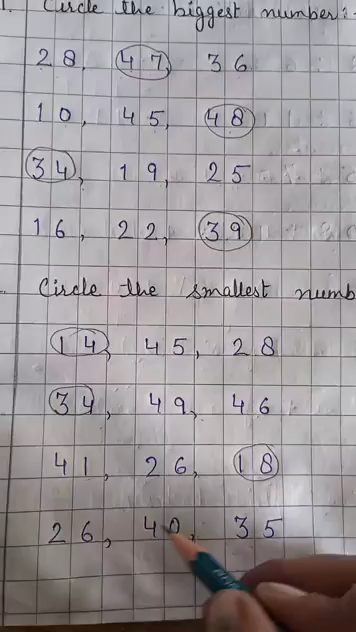 1. Circle the biggest number:-
28, 47, 36
10, 45, 48
34, 19, 25
16, 22, 39
Circle the smallest numb
14, 45, 28
34, 49, 46
41, 26, 18
26, 40, 35